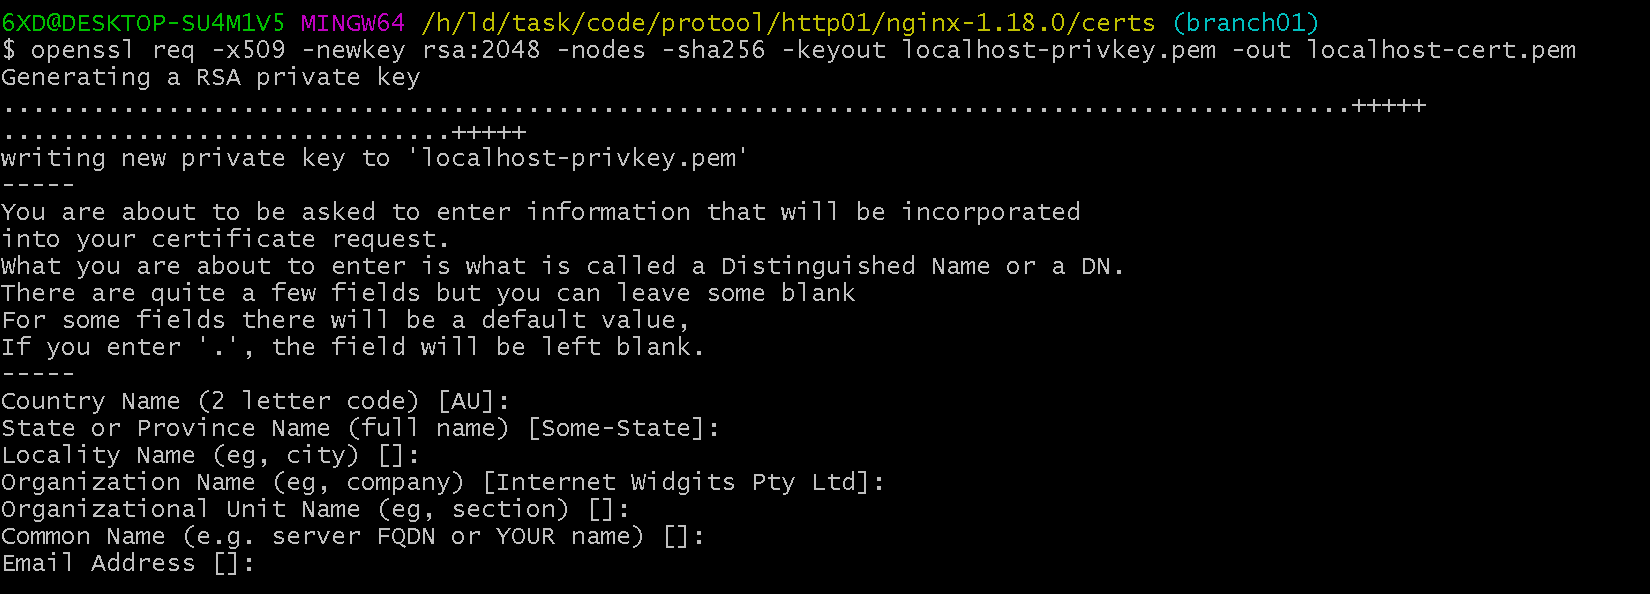 6XD@DESKTOP-SU4M1V5 MINGW64 /h/ld/task/code/protool/http01/nginx-1.18.0/certs (branch01)
$ openssl req -x509 -newkey rsa:2048 -nodes -sha256 -keyout localhost-privkey.pem -out localhost-cert.pem
Generating a RSA private key
..........................................................................................+++++
..............................+++++
writing new private key to 'localhost-privkey.pem'
-----
You are about to be asked to enter information that will be incorporated
into your certificate request.
What you are about to enter is what is called a Distinguished Name or a DN.
There are quite a few fields but you can leave some blank
For some fields there will be a default value,
If you enter '.', the field will be left blank.
-----
Country Name (2 letter code) [AU]:
State or Province Name (full name) [Some-State]:
Locality Name (eg, city) []:
Organization Name (eg, company) [Internet Widgits Pty Ltd]:
Organizational Unit Name (eg, section) []:
Common Name (e.g. server FQDN or YOUR name) []:
Email Address []: